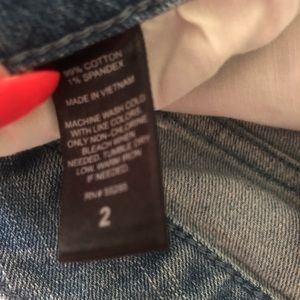 99% COTTON
1% SPANDEX
MADE IN VIETNAM
MACHINE WASH COLD
WITH LIKE COLORS.
ONLY NON-CHLORINE
BLEACH WHEN
NEEDED. TUMBLE DRY
LOW. WARM IRON
IF NEEDED.
RN#
2